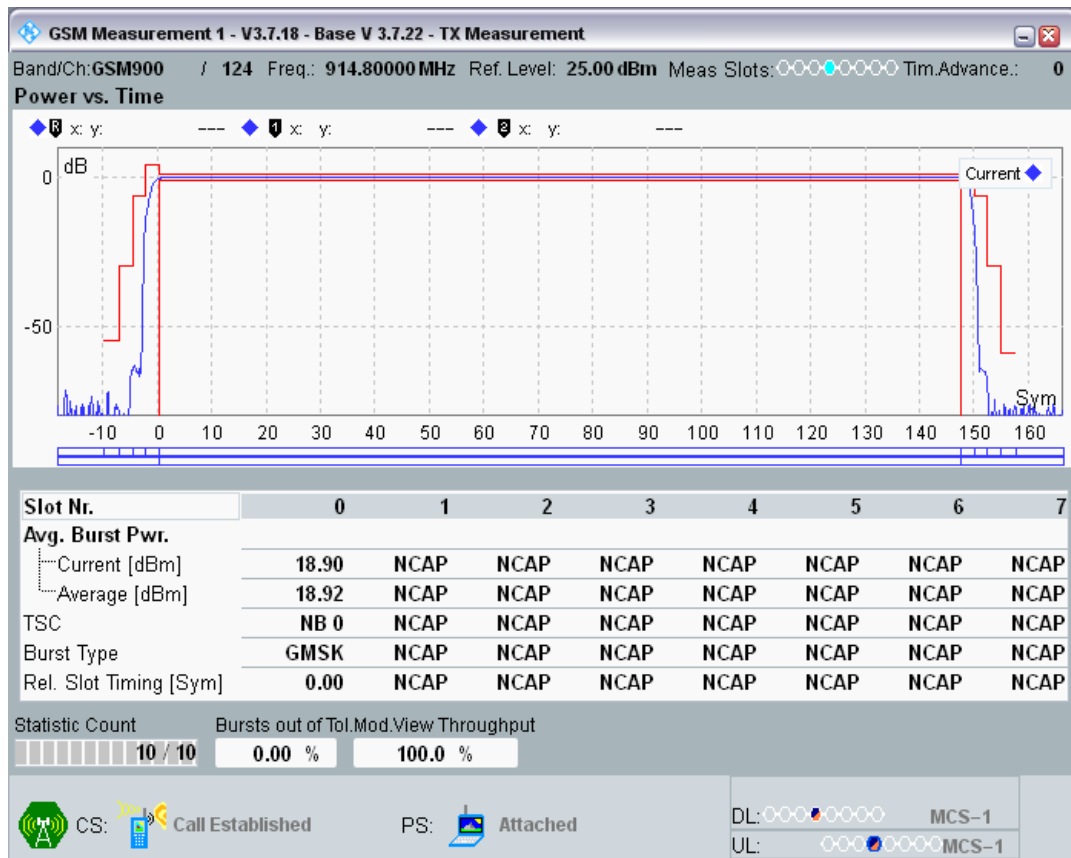 GSM Measurement 1 - V3.7.18 - Base V 3.7.22 - TX Measurement
Band/Ch:GSM900 / 124 Freq.: 914.80000 MHz Ref. Level: 25.00 dBm Meas Slots: Tim.Advance.: 0
Power vs. Time
R x: y: --- 1 x: y: --- 2 x: y: ---
dB
Current
0
-50
Sym
-10 0 10 20 30 40 50 60 70 80 90 100 110 120 130 140 150 160
Slot Nr. 0 1 2 3 4 5 6 7
Avg. Burst Pwr.
Current [dBm] 18.90 NCAP NCAP NCAP NCAP NCAP NCAP NCAP
Average [dBm] 18.92 NCAP NCAP NCAP NCAP NCAP NCAP NCAP
TSC NB 0 NCAP NCAP NCAP NCAP NCAP NCAP NCAP
Burst Type GMSK NCAP NCAP NCAP NCAP NCAP NCAP NCAP
Rel. Slot Timing [Sym] 0.00 NCAP NCAP NCAP NCAP NCAP NCAP NCAP
Statistic Count Bursts out of Tol.Mod.View Throughput
10 / 10 0.00 % 100.0 %
CS: Call Established PS: Attached
DL: MCS-1
UL: MCS-1